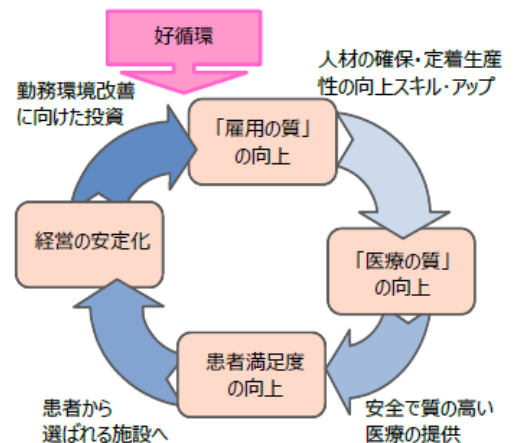 好循環
勤務環境改善
に向けた投資
人材の確保・定着生産
性の向上スキル・アップ
「雇用の質」
の向上
経営の安定化
「医療の質」
の向上
患者満足度
の向上
患者から
選ばれる施設へ
安全で質の高い
医療の提供